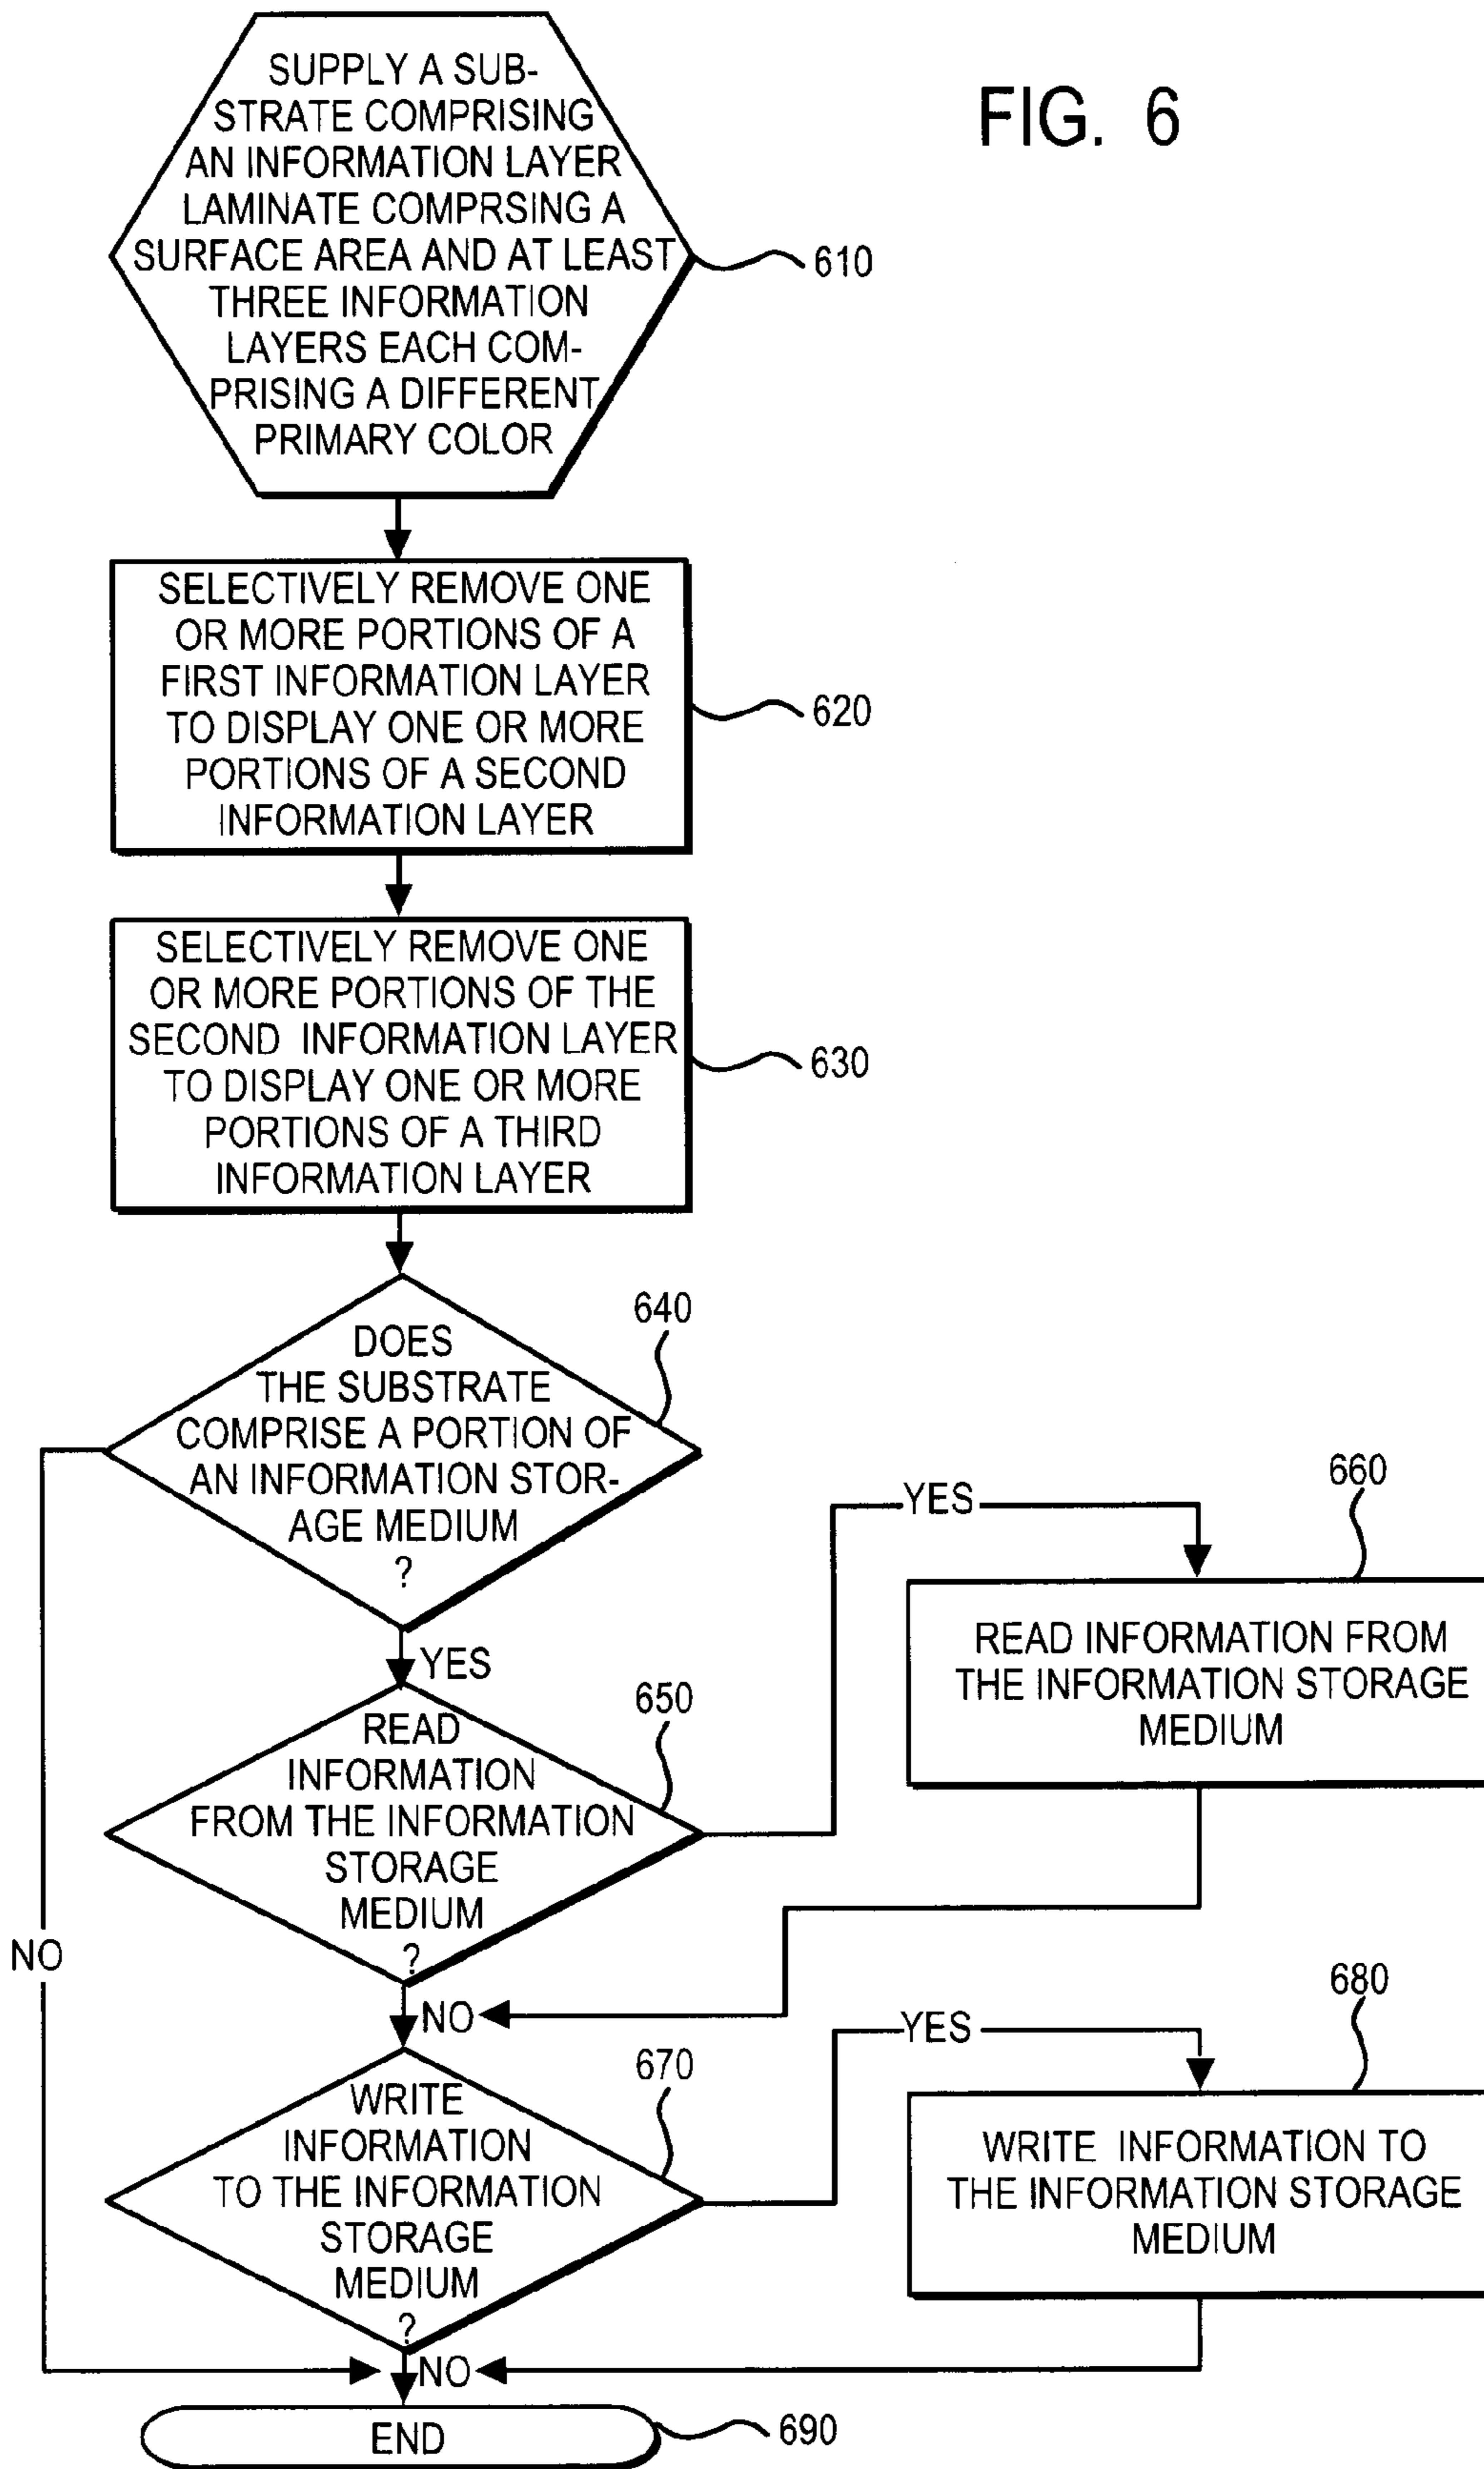 FIG. 6
SUPPLY A SUB-
STRATE COMPRISING
AN INFORMATION LAYER
LAMINATE COMPRSING A
SURFACE AREA AND AT LEAST
THREE INFORMATION
LAYERS EACH COM-
PRISING A DIFFERENT
PRIMARY COLOR
610
SELECTIVELY REMOVE ONE
OR MORE PORTIONS OF A
FIRST INFORMATION LAYER
TO DISPLAY ONE OR MORE
PORTIONS OF A SECOND
INFORMATION LAYER
620
SELECTIVELY REMOVE ONE
OR MORE PORTIONS OF THE
SECOND INFORMATION LAYER
TO DISPLAY ONE OR MORE
PORTIONS OF A THIRD
INFORMATION LAYER
630
640
DOES
THE SUBSTRATE
COMPRISE A PORTION OF
AN INFORMATION STOR-
AGE MEDIUM
?
YES
NO
650
READ
INFORMATION
FROM THE INFORMATION
STORAGE
MEDIUM
?
YES
660
READ INFORMATION FROM
THE INFORMATION STORAGE
MEDIUM
NO
670
WRITE
INFORMATION
TO THE INFORMATION
STORAGE
MEDIUM
?
YES
680
WRITE INFORMATION TO
THE INFORMATION STORAGE
MEDIUM
NO
END
690